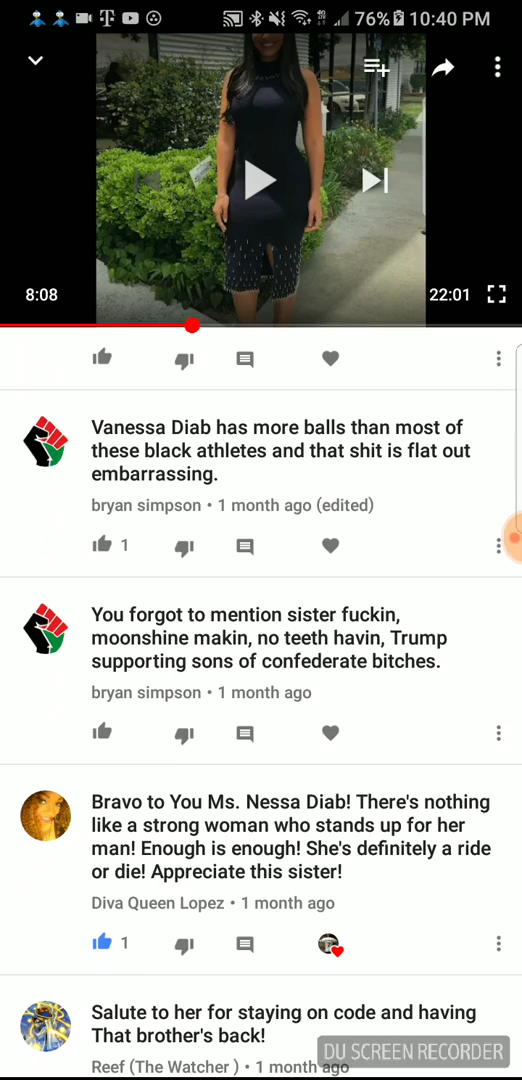 76% 10:40 PM
8:08
22:01
Vanessa Diab has more balls than most of
these black athletes and that shit is flat out
embarrassing.
bryan simpson • 1 month ago (edited)
1
You forgot to mention sister fuckin,
moonshine makin, no teeth havin, Trump
supporting sons of confederate bitches.
bryan simpson • 1 month ago
Bravo to You Ms. Nessa Diab! There's nothing
like a strong woman who stands up for her
man! Enough is enough! She's definitely a ride
or die! Appreciate this sister!
Diva Queen Lopez • 1 month ago
1
Salute to her for staying on code and having
That brother's back!
Reef (The Watcher ) • 1 month ago
DU SCREEN RECORDER